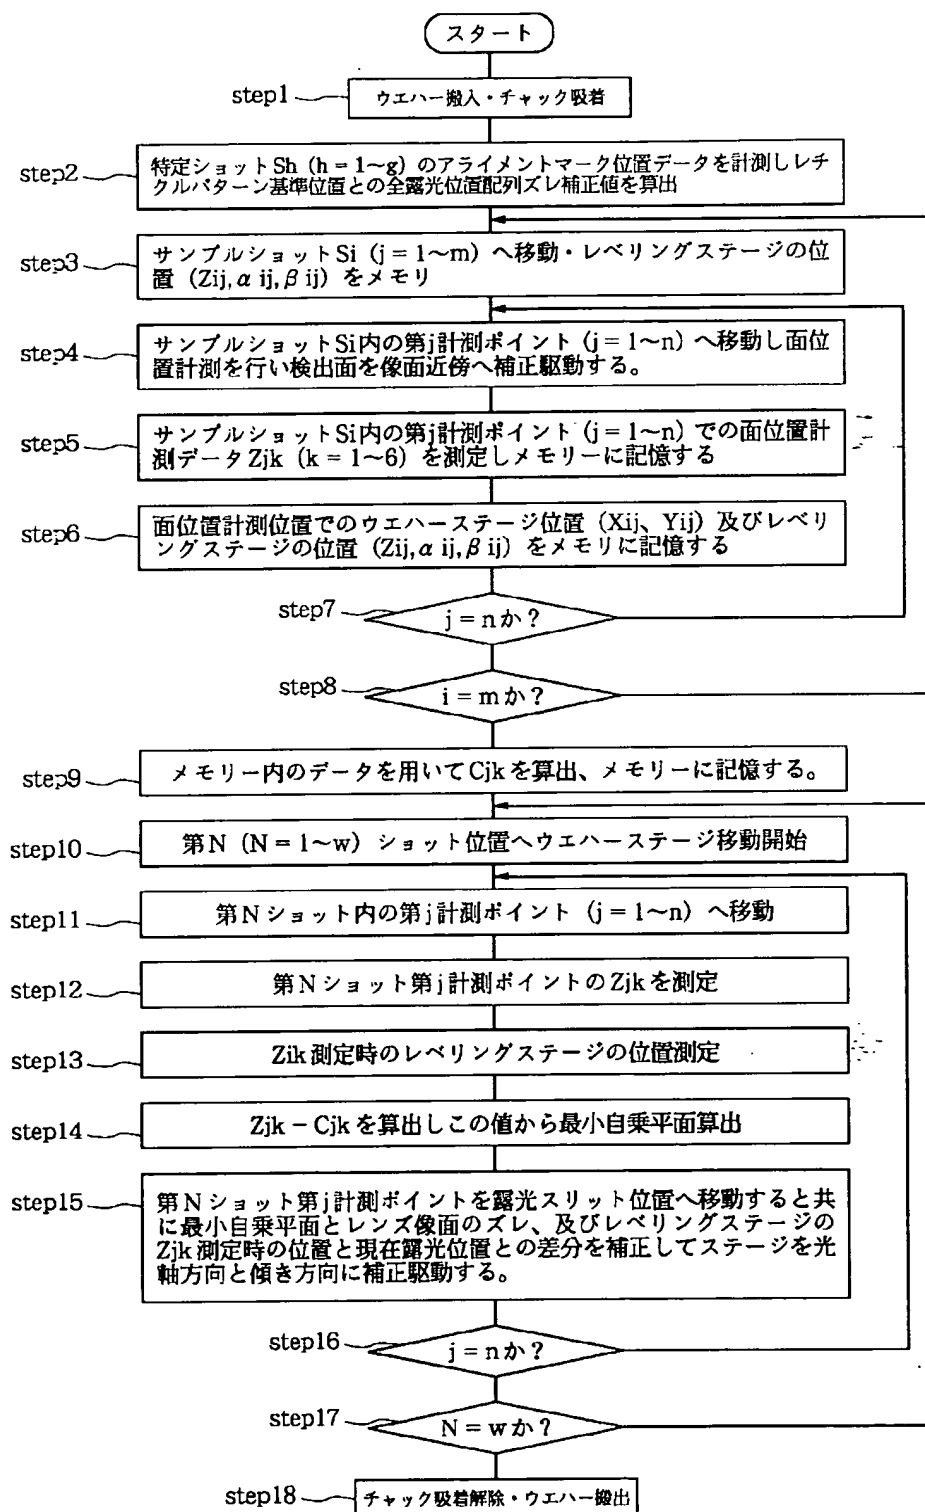 スタート
step1
ウエハー搬入・チャック吸着
step2
特定ショットSh (h = 1~g) のアライメントマーク位置データを計測しレチ
クルパターン基準位置との全露光位置配列ズレ補正値を算出
step3
サンプルショットSi (j = 1~m) へ移動・レベリングステージの位
置 (Zij, α ij, β ij) をメモリ
step4
サンプルショットSi内の第j計測ポイント (j = 1~n) へ移動し面位
置計測を行い検出面を像面近傍へ補正駆動する。
step5
サンプルショットSi内の第j計測ポイント (j = 1~n) での面位置計
測データZjk (k = 1~6) を測定しメモリーに記憶する
step6
面位置計測位置でのウエハーステージ位置 (Xij、Yij) 及びレベリ
ングステージの位置 (Zij, α ij, β ij) をメモリに記憶する
step7
j = nか?
step8
i = mか?
step9
メモリー内のデータを用いてCjkを算出、メモリーに記憶する。
step10
第N (N = 1~w) ショット位置へウエハーステージ移動開始
step11
第Nショット内の第j計測ポイント (j = 1~n) へ移動
step12
第Nショット第j計測ポイントのZjkを測定
step13
Zik測定時のレベリングステージの位置測定
step14
Zjk − Cjkを算出しこの値から最小自乗平面算出
step15
第Nショット第j計測ポイントを露光スリット位置へ移動すると共
に最小自乗平面とレンズ像面のズレ、及びレベリングステージの
Zjk測定時の位置と現在露光位置との差分を補正してステージを光
軸方向と傾き方向に補正駆動する。
step16
j = nか?
step17
N = wか?
step18
チャック吸着解除・ウエハー搬出